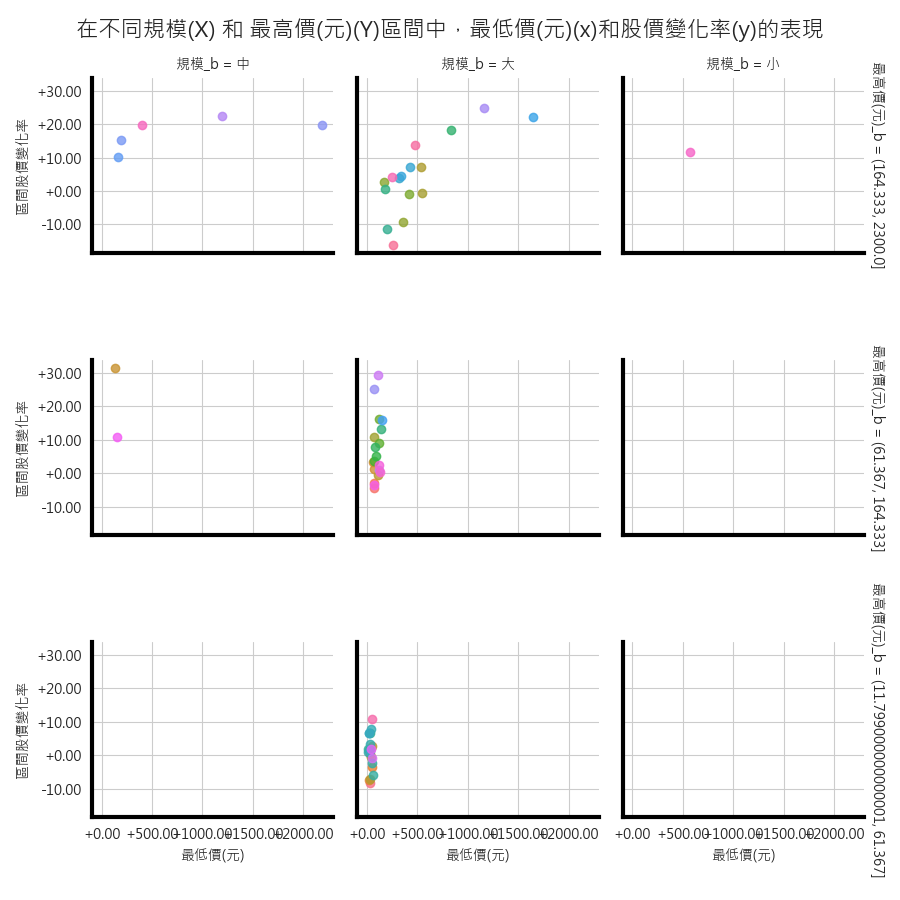 在不同規模(X) 和 最高價(元)(Y)區間中，最低價(元)(x)和股價變化率(y)的表現
規模_b = 中
規模_b = 大
規模_b = 小
最高價(元)_b = (164.333, 2300.0]
區間股價變化率
+30.00
+20.00
+10.00
+0.00
-10.00
最高價(元)_b = (61.367, 164.333]
區間股價變化率
+30.00
+20.00
+10.00
+0.00
-10.00
最高價(元)_b = (11.799000000000001, 61.367]
區間股價變化率
+30.00
+20.00
+10.00
+0.00
-10.00
+0.00 +500.00 +1000.00 +1500.00 +2000.00
+0.00 +500.00 +1000.00 +1500.00 +2000.00
+0.00 +500.00 +1000.00 +1500.00 +2000.00
最低價(元)
最低價(元)
最低價(元)